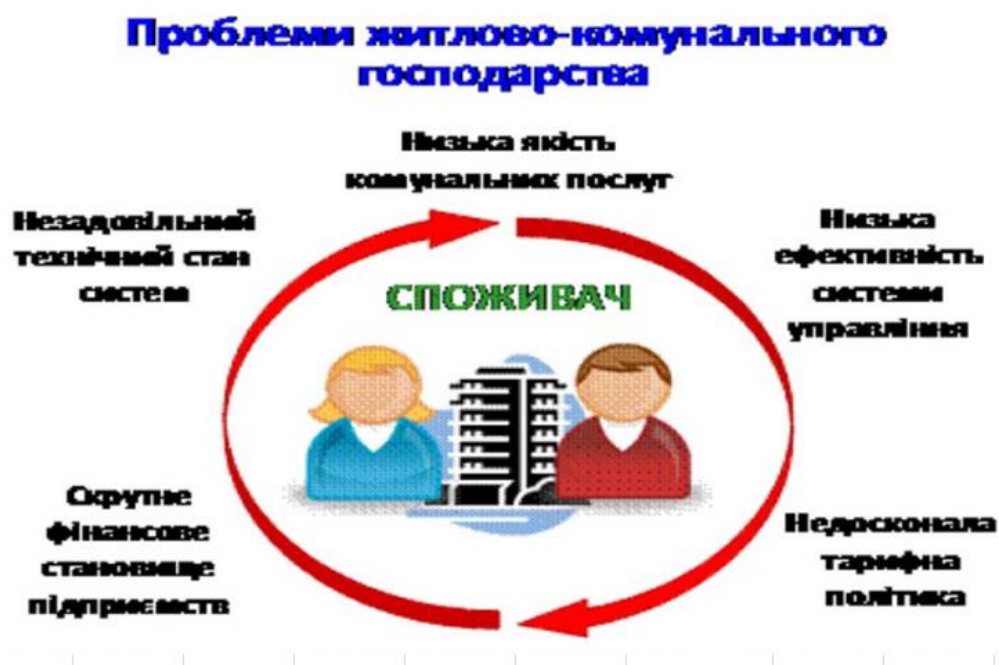 Проблеми житлово-комунального
господарства
Низька якість
комунальних послуг
Незадовільний
технічний стан
систем
Низька
ефективність
системи
управління
СПОЖИВАЧ
Скрутне
фінансове
становище
підприємств
Недосконала
тарифна
політика